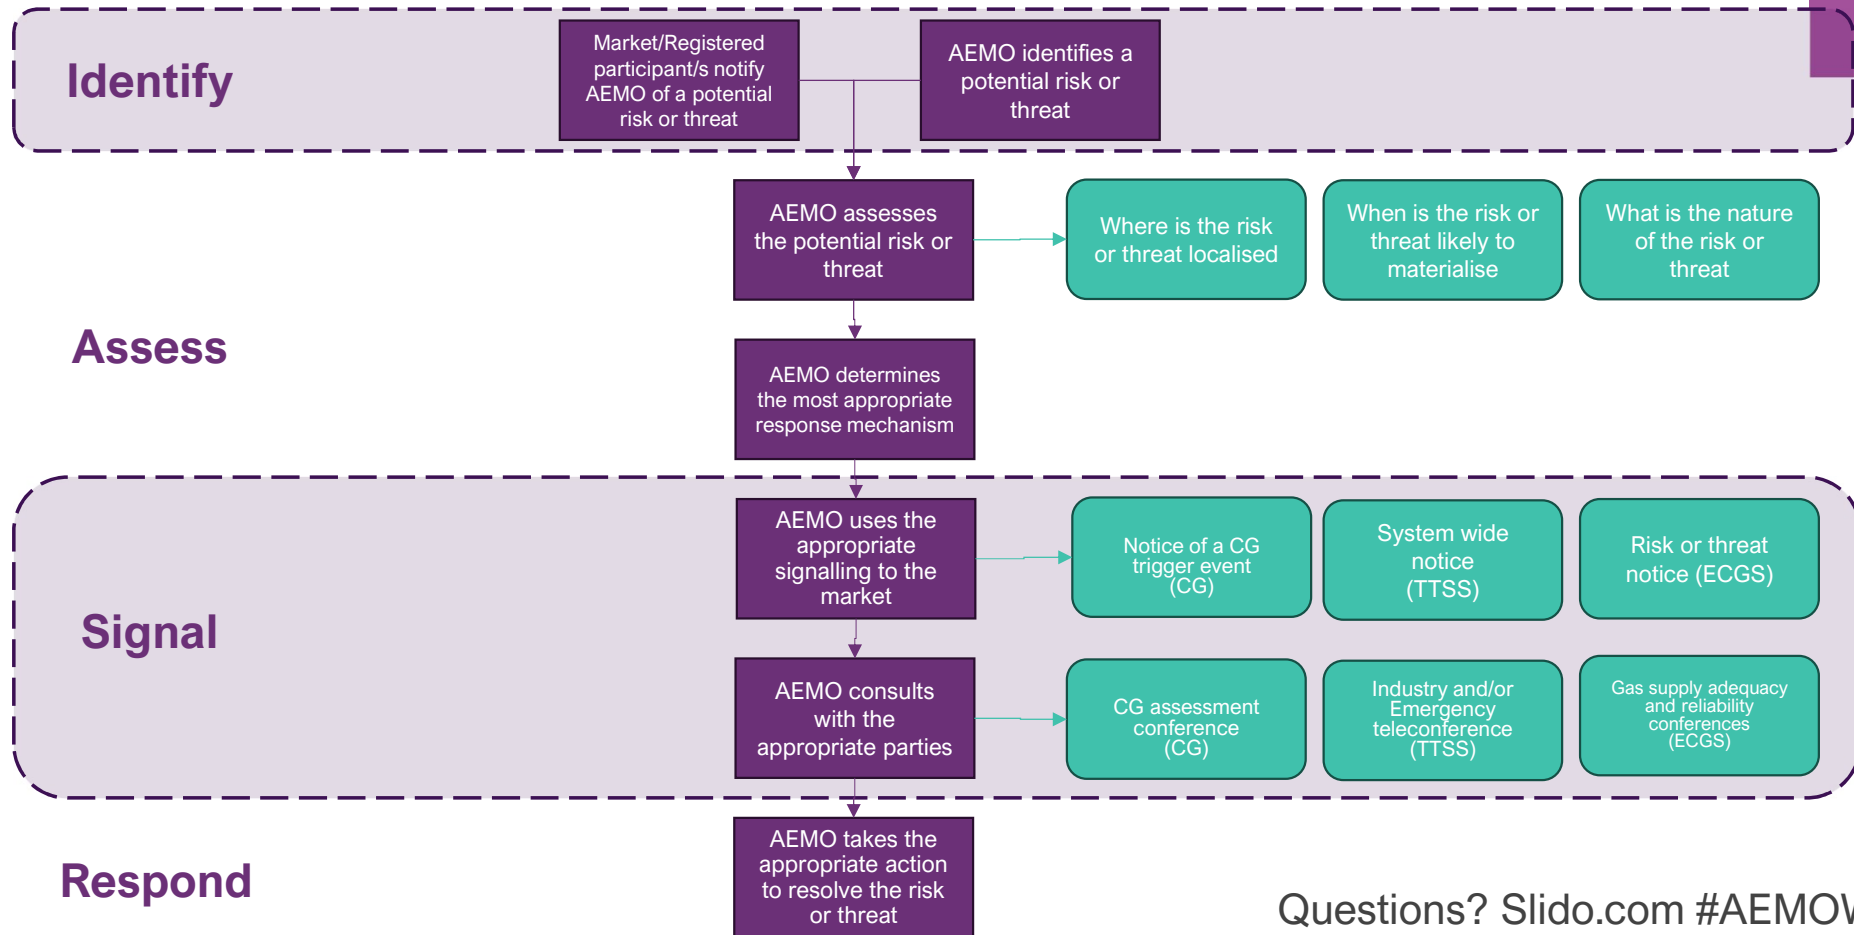 Identify
Market/Registered
participant/s notify
AEMO of a potential
risk or threat
AEMO identifies a
potential risk or
threat
Assess
AEMO assesses
the potential risk or
threat
Where is the risk
or threat localised
When is the risk or
threat likely to
materialise
What is the nature
of the risk or
threat
AEMO determines
the most appropriate
response mechanism
Signal
AEMO uses the
appropriate
signalling to the
market
Notice of a CG
trigger event
(CG)
System wide
notice
(TTSS)
Risk or threat
notice (ECGS)
AEMO consults
with the
appropriate parties
CG assessment
conference
(CG)
Industry and/or
Emergency
teleconference
(TTSS)
Gas supply adequacy
and reliability
conferences
(ECGS)
Respond
AEMO takes the
appropriate action
to resolve the risk
or threat
Questions? Slido.com #AEMOW